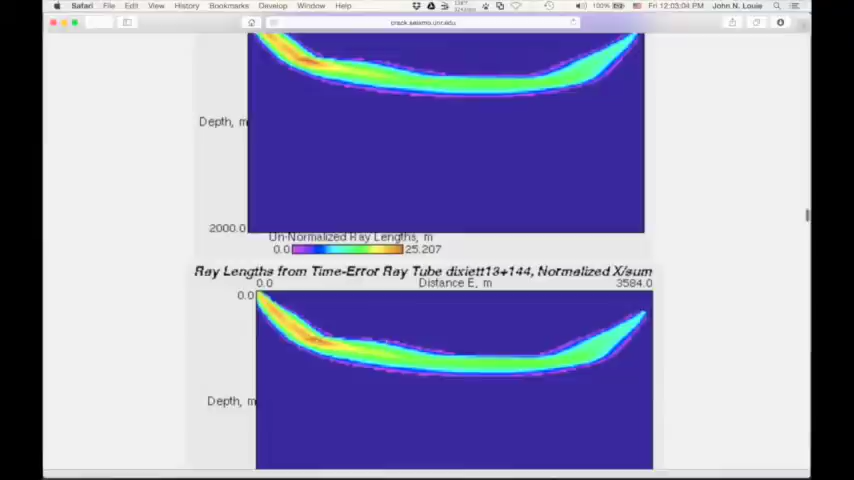 Safari File Edit View History Bookmarks Develop Window Help 100% Fri 12:03:04 PM John N. Louie
crack.seismo.unr.edu
Depth, m
2000.0
Un-Normalized Ray Lengths, m
0.0 25.207
Ray Lengths from Time-Error Ray Tube dixiett13+144, Normalized X/sum
0.0 Distance E, m 3584.0
0.0
Depth, m